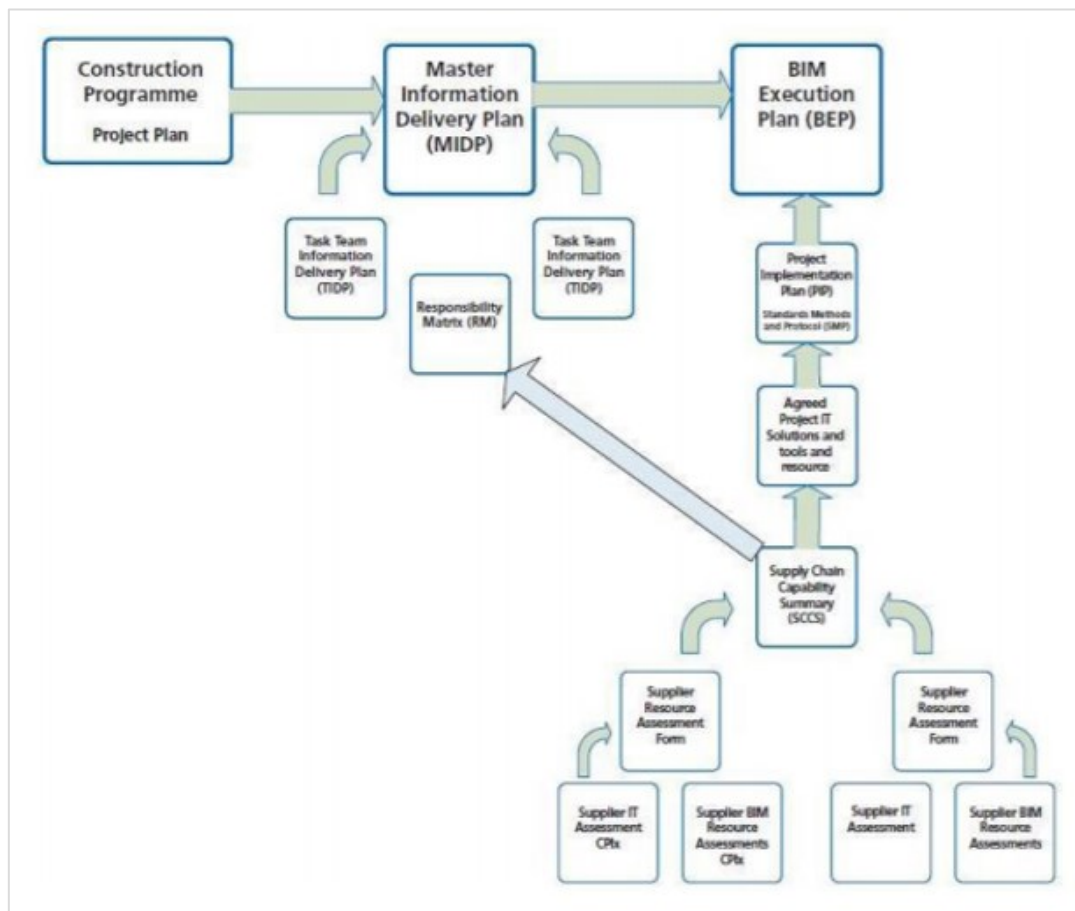 Construction
Programme
Project Plan
Master
Information
Delivery Plan
(MIDP)
BIM
Execution
Plan (BEP)
Task Team
Information
Delivery Plan
(TIDP)
Task Team
Information
Delivery Plan
(TIDP)
Responsibility
Matrix (RM)
Project
Implementation
Plan (PIP)
Standards Methods
and Protocol (SMP)
Agreed
Project IT
Solutions and
tools and
resource
Supply Chain
Capability
Summary
(SCCS)
Supplier
Resource
Assessment
Form
Supplier
Resource
Assessment
Form
Supplier IT
Assessment
CPIx
Supplier BIM
Resource
Assessments
CPIx
Supplier IT
Assessment
Supplier BIM
Resource
Assessments